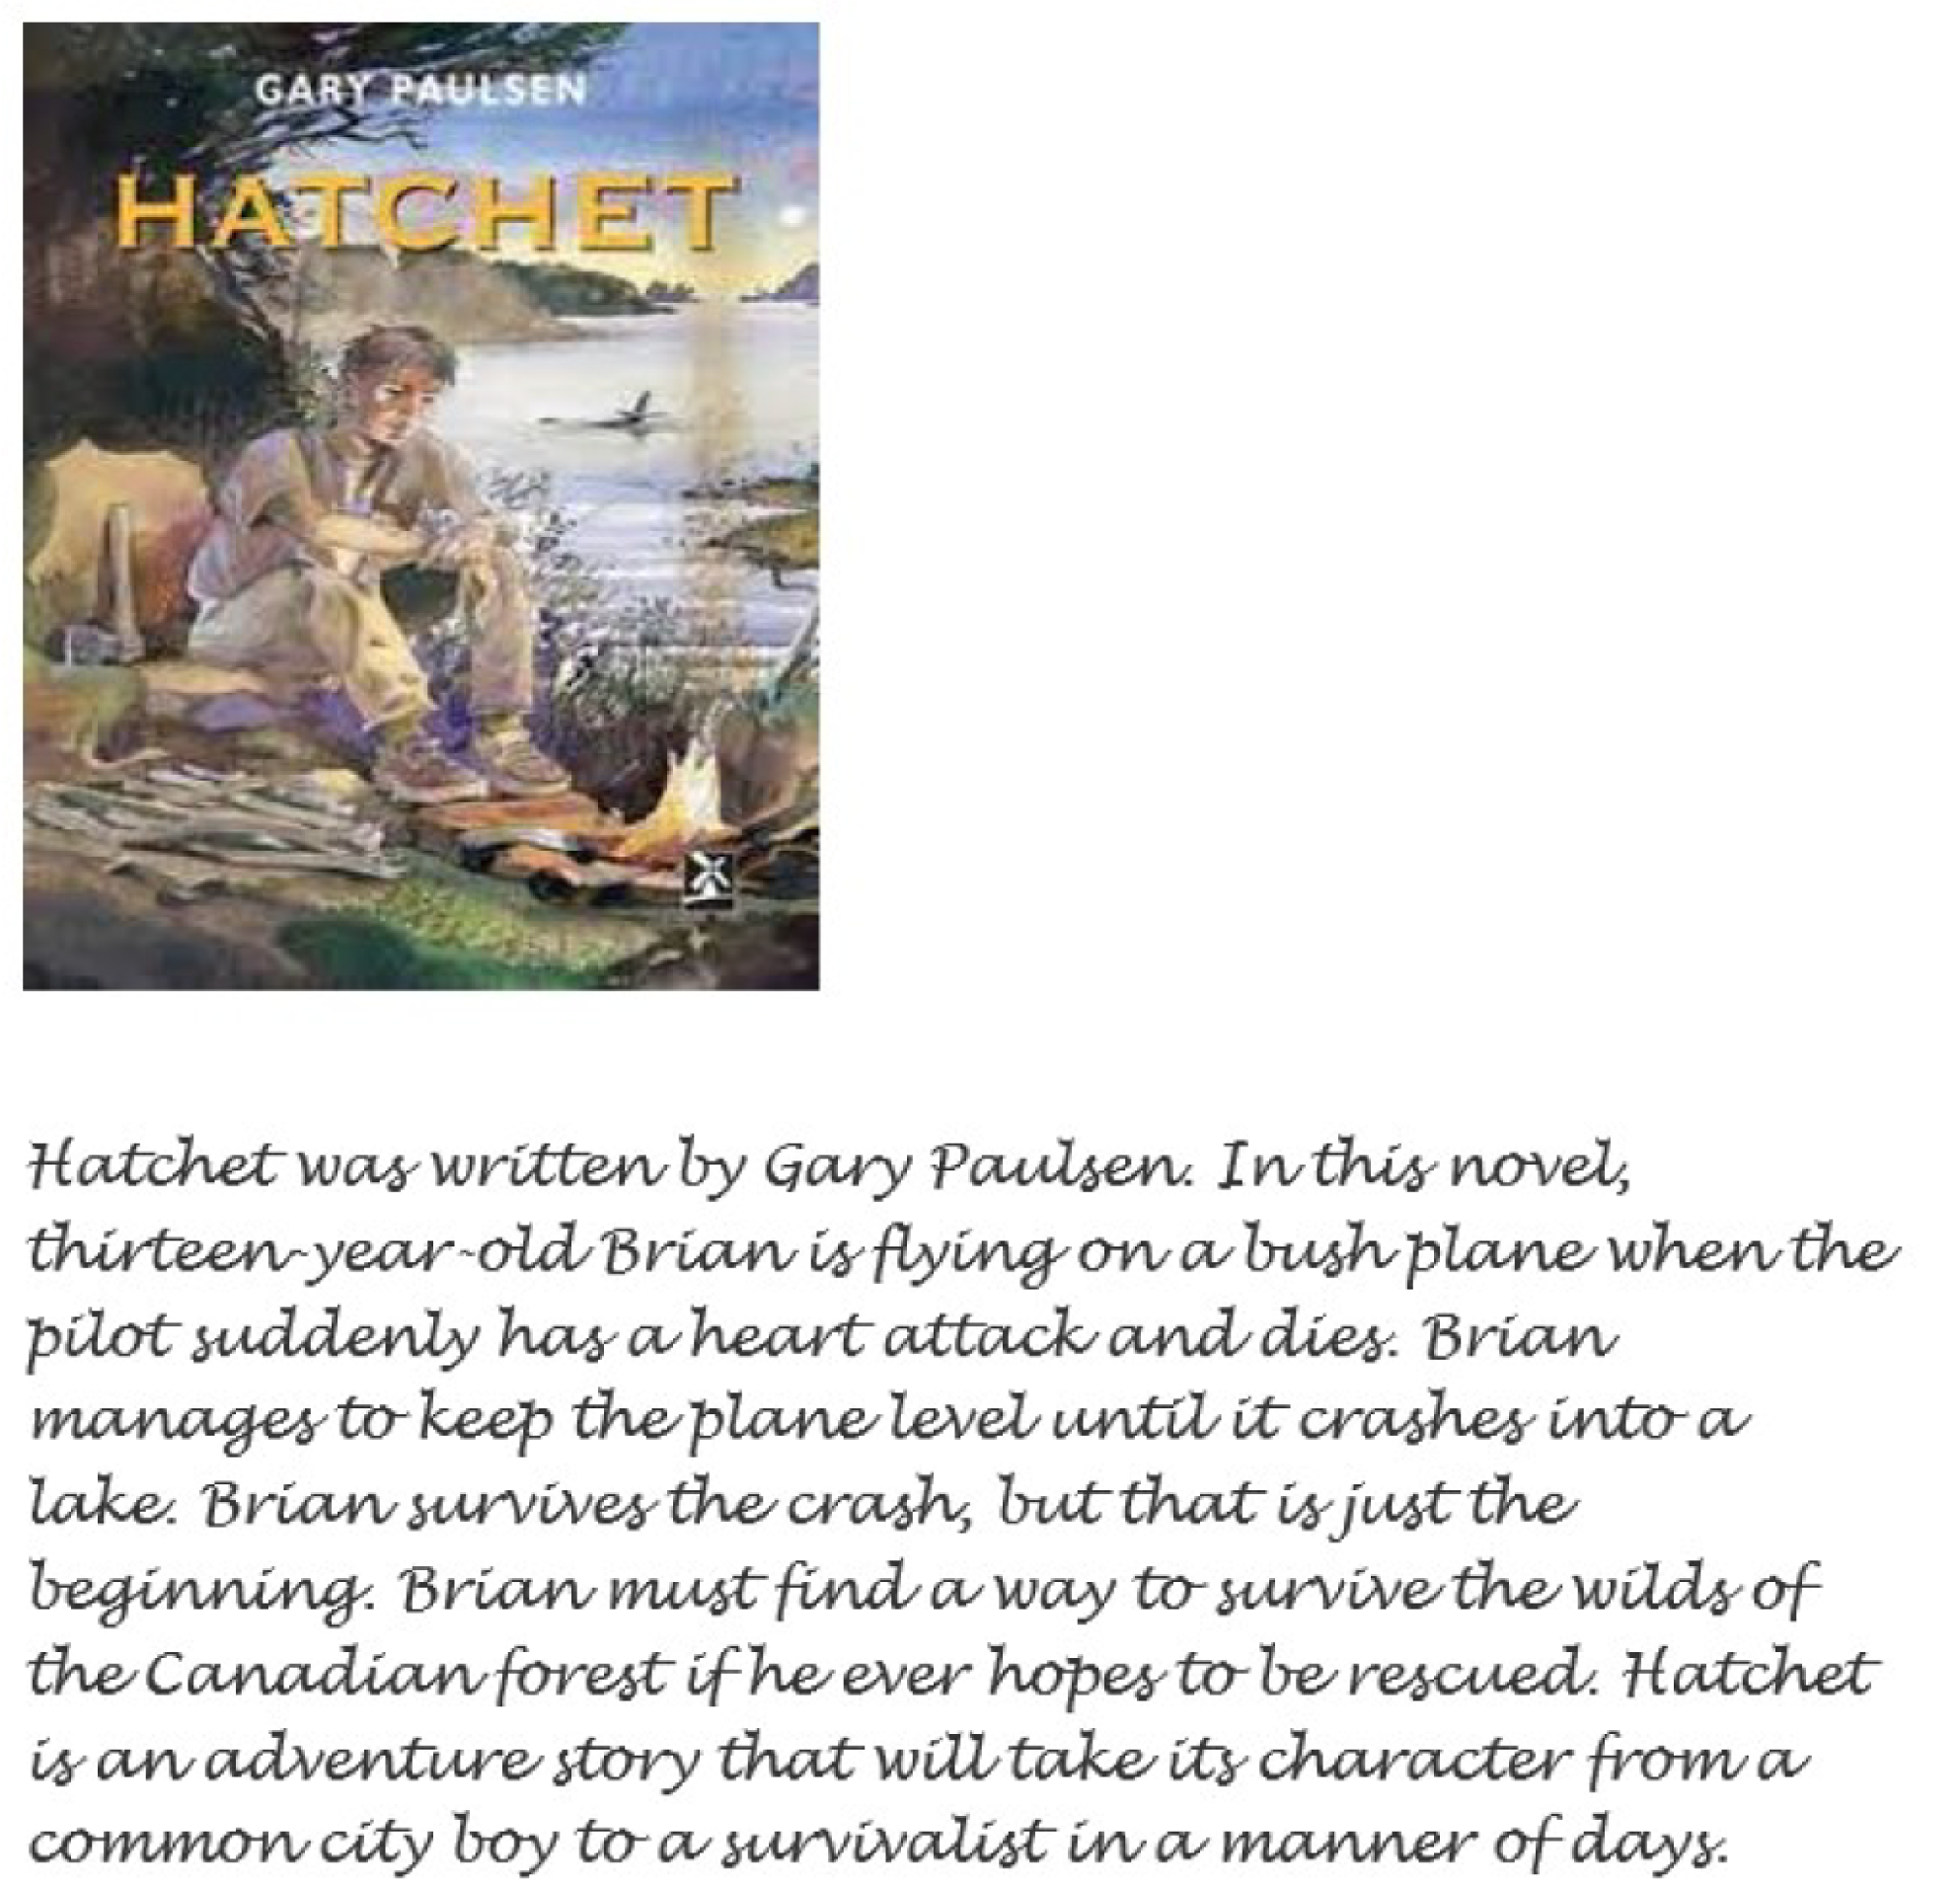 GARY PAULSEN
HATCHET
Hatchet was written by Gary Paulsen. In this novel,
thirteen-year-old Brian is flying on a bush plane when the
pilot suddenly has a heart attack and dies. Brian
manages to keep the plane level until it crashes into a
lake. Brian survives the crash, but that is just the
beginning. Brian must find a way to survive the wilds of
the Canadian forest if he ever hopes to be rescued. Hatchet
is an adventure story that will take its character from a
common city boy to a survivalist in a manner of days.